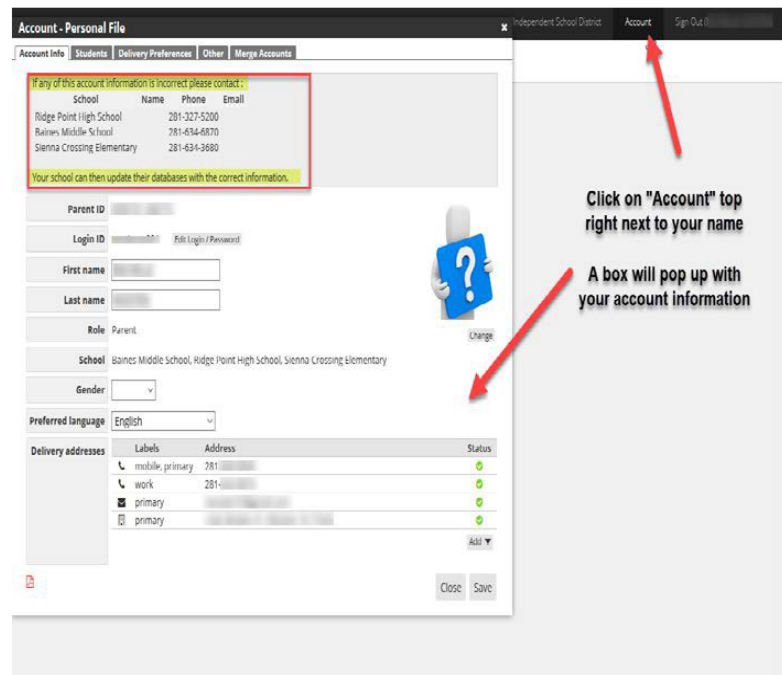 Account - Personal File x
Independent School District Account Sign Out
Account Info Students Delivery Preferences Other Merge Accounts
If any of this account information is incorrect please contact :
School Name Phone Email
Ridge Point High School 281-327-5200
Baines Middle School 281-634-6870
Sienna Crossing Elementary 281-634-3680
Your school can then update their databases with the correct information.
Click on "Account" top
right next to your name
A box will pop up with
your account information
Parent ID
Login ID Edit Login / Password
First name
Last name
Role Parent
Change
School Baines Middle School, Ridge Point High School, Sienna Crossing Elementary
Gender
Preferred language English
Delivery addresses Labels Address Status
mobile, primary 281
work 281-
primary
primary
Add
Close Save